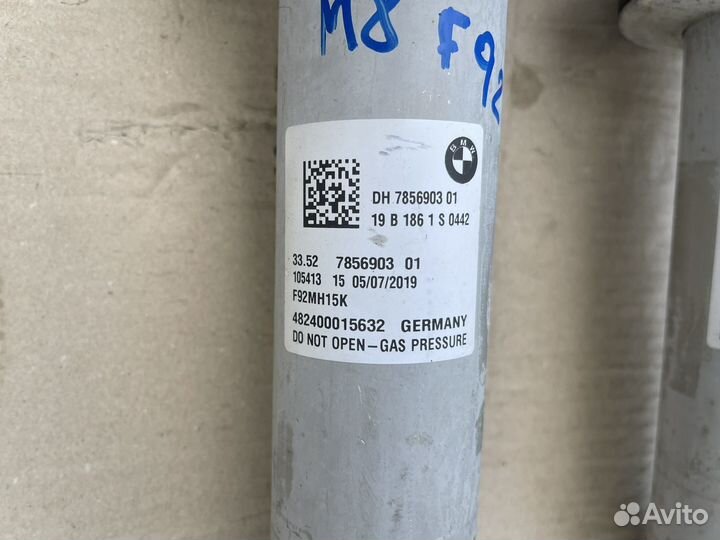 M8 F92
BMW
DH 7856903 01
19 B 186 1 S 0442
33.52 7856903 01
105413 15 05/07/2019
F92MH15K
482400015632 GERMANY
DO NOT OPEN–GAS PRESSURE
Avito